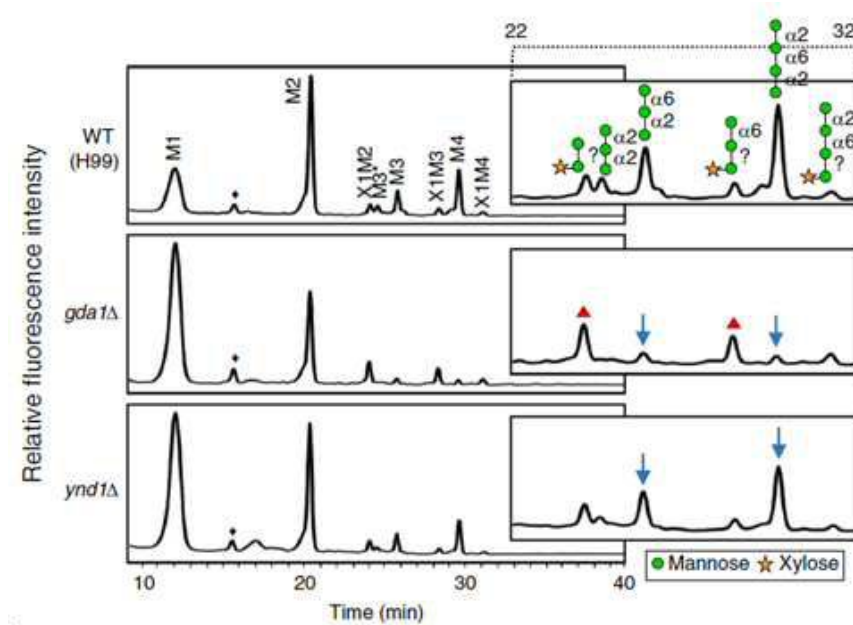 22 32
α2
α6
α2
α6
α2
?
α2
α2
α6
?
α2
α6
?
WT
(H99)
M1
M2
X1M2
M3'
M3
X1M3
M4
X1M4
gda1Δ
ynd1Δ
Relative fluorescence intensity
10 20 30 40
Time (min)
Mannose Xylose